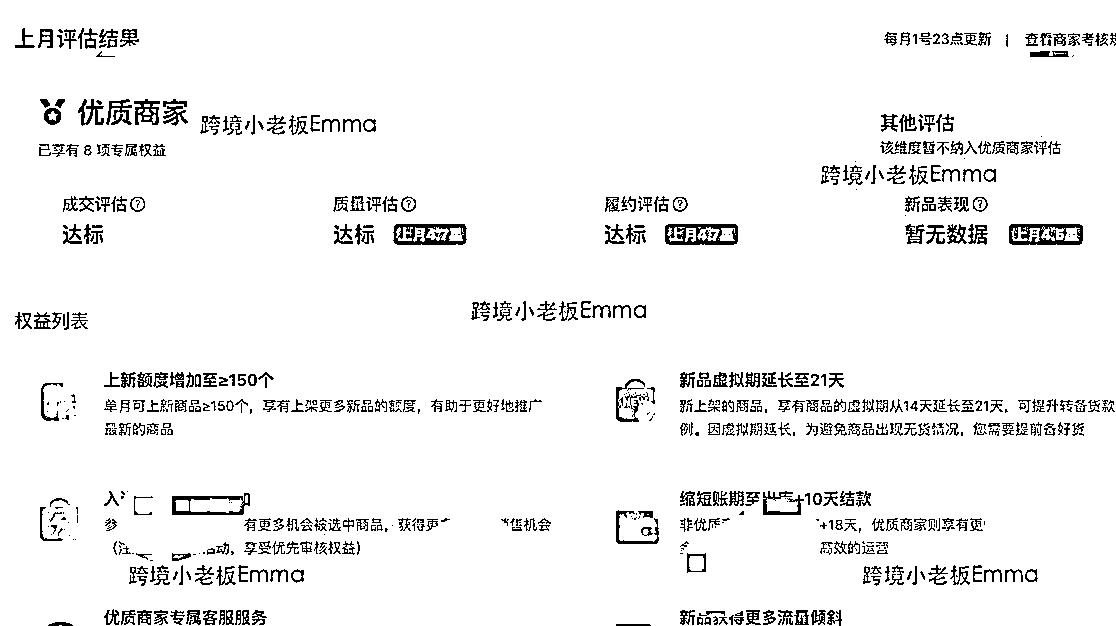 上月评估结果
每月1号23点更新 | 查看商家考核规
优质商家
跨境小老板Emma
已享有 8 项专属权益
其他评估
该维度暂不纳入优质商家评估
跨境小老板Emma
成交评估
质量评估
履约评估
新品表现
达标
达标 上月4.7星
达标 上月4.7星
暂无数据
跨境小老板Emma
权益列表
上新额度增加至≥150个
单月可上新商品≥150个，享有上架更多新品的额度，有助于更好地推广
最新的商品
新品虚拟期延长至21天
新上架的商品，享有商品的虚拟期从14天延长至21天，可提升转备货款
例。因虚拟期延长，为避免商品出现无货情况，您需要提前备好货
入
参 有更多机会被选中商品，获得更 售机会
（注 活动，享受优先审核权益）
缩短账期至出库+10天结款
非优质 +18天，优质商家则享有更
高效的运营
跨境小老板Emma
跨境小老板Emma
优质商家专属客服服务
新品获得更多流量倾斜